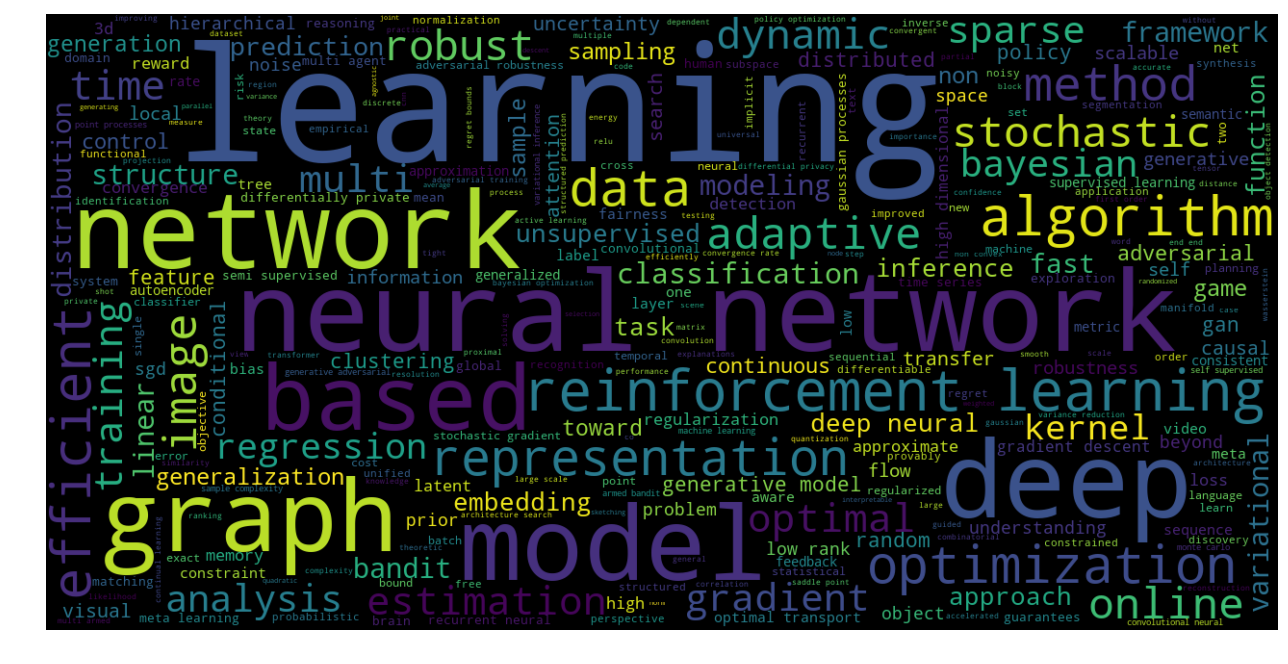 3d
hierarchical
reasoning
normalization
joint
policy optimization
inverse
without
generation
prediction
robust
dynamic
sparse
framework
uncertainty
sampling
policy
scalable
net
domain
reward
noise
multi agent
adversarial robustness
distributed
non
noisy
synthesis
time
learning
method
rate
risk
region
variance
discrete
agnostic
code
human
subspace
search
recurrent
implicit
space
block
segmentation
local
theory
state
empirical
regret bounds
sample
energy
relu
universal
importance
set
semantic
control
functional
point processes
measure
projection
stochastic
two
function
structure
multi
attention
cross
neural
differential privacy
gaussian processes
high dimensional
bayesian
generative
convergence
approximation
adversarial training
variational inference
structured prediction
data
modeling
detection
supervised learning
distance
tensor
object detection
identification
tree
differentially private
mean
average
process
fairness
testing
improved
confidence
application
distribution
network
active learning
unsupervised
adaptive
algorithm
new
tight
label
convolutional
convergence rate
node
step
machine
word
end end
non convex
adversarial
system
feature
semi supervised
information
generalized
efficiently
classification
inference
fast
self
planning
autoencoder
bayesian optimization
time series
exploration
randomized
shot
private
classifier
neural network
layer
one
scene
game
efficient
training
image
single
conditional
task
matrix
convolution
low
metric
manifold
case
wasserstein
gan
causal
sgd
view
bias
transformer
clustering
proximal
temporal
explanations
sequential
transfer
smooth
order
consistent
global
recognition
continuous
differentiable
robustness
scale
self supervised
generative adversarial
resolution
performance
based
reinforcement learning
regret
linear
objective
regularization
deep neural
kernel
variance reduction
gaussian
video
regression
stochastic gradient
toward
machine learning
quantization
approximate
gradient descent
beyond
meta
architecture
error
similarity
cost
unified
representation
provably
flow
variational
generalization
knowledge
large scale
point
generative model
regularized
loss
sample complexity
latent
armed bandit
aware
interpretable
large
language
learn
graph
ranking
architecture search
embedding
sketching
problem
deep
prior
model
optimal
random
guided
understanding
sequence
discovery
combinatorial
constrained
monte carlo
exact
memory
batch
theoretic
low rank
continual learning
matching
constraint
bandit
general
feedback
statistical
optimization
quadratic
complexity
bound
free
structured
correlation
saddle point
likelihood
visual
analysis
estimation
high
gradient
approach
online
multi armed
meta learning
probabilistic
brain
recurrent neural
perspective
optimal transport
object
accelerated
guarantees
convolutional neural